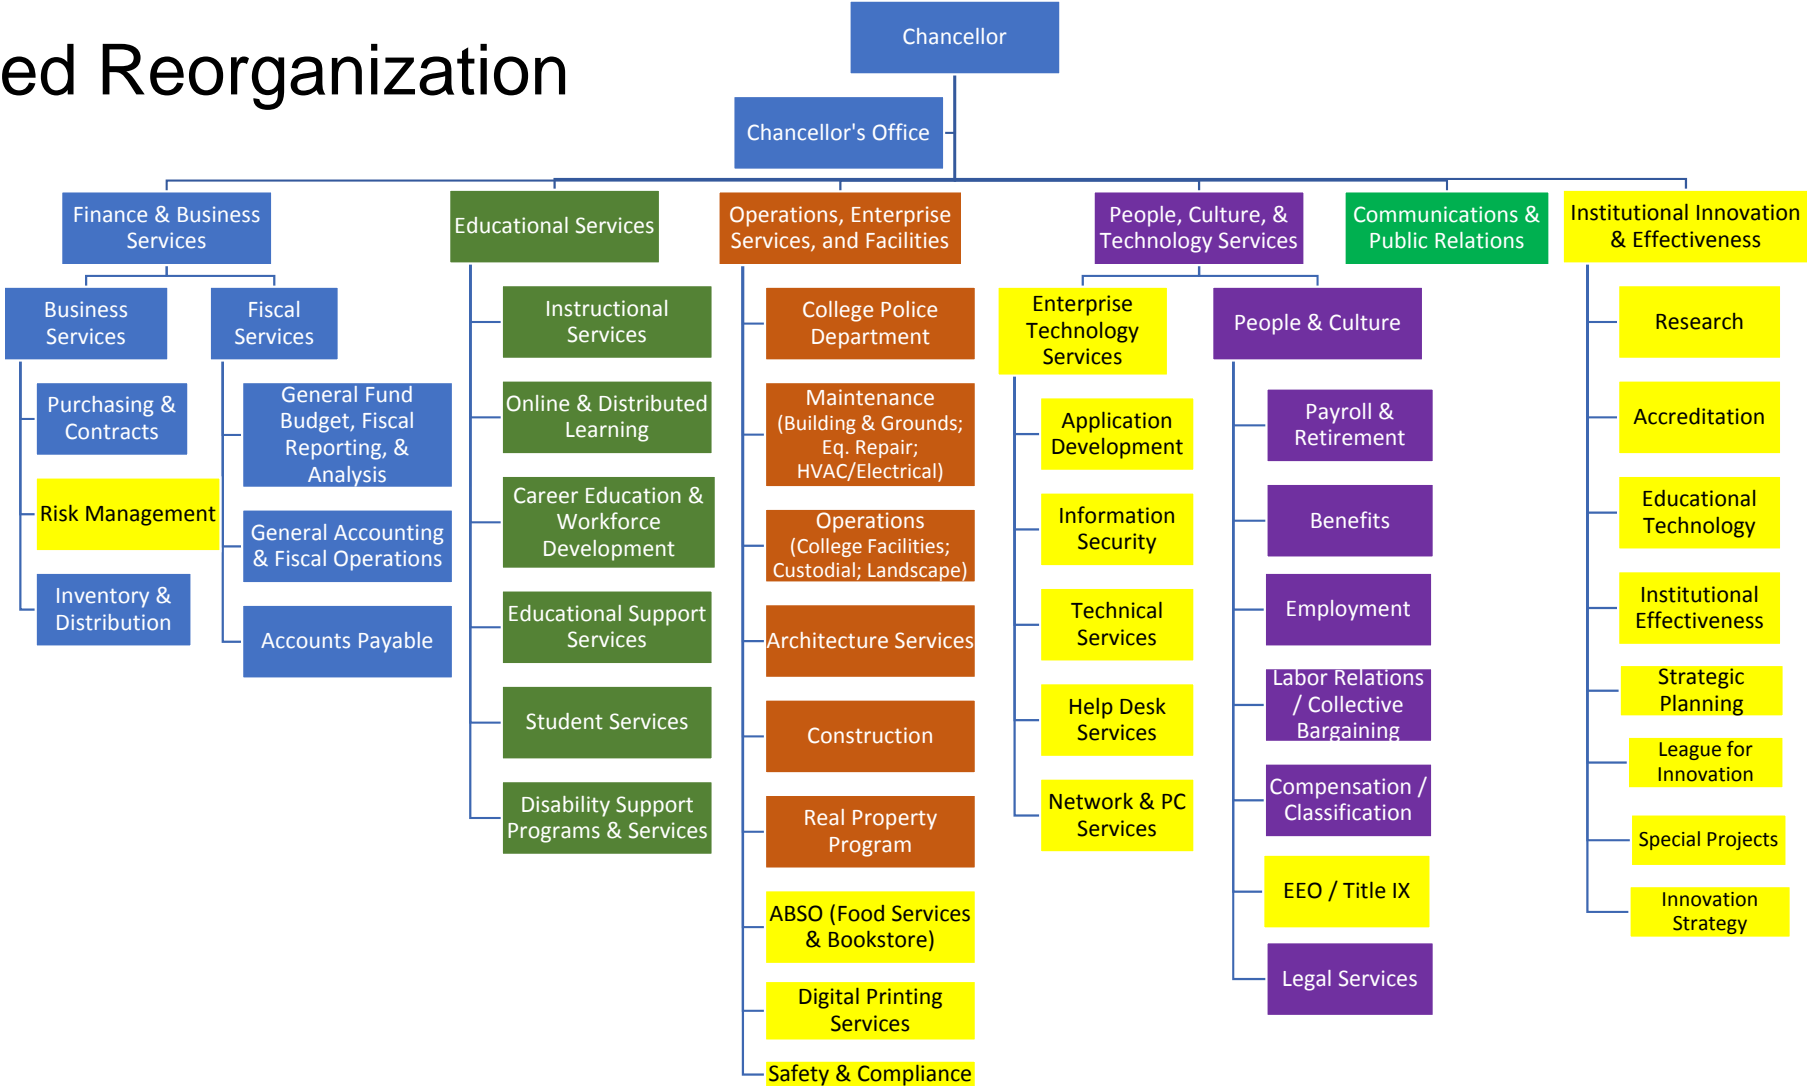 ed Reorganization
Chancellor
Chancellor's Office
Finance & Business
Services
Educational Services
Operations, Enterprise
Services, and Facilities
People, Culture, &
Technology Services
Communications &
Public Relations
Institutional Innovation
& Effectiveness
Business
Services
Purchasing &
Contracts
Risk Management
Inventory &
Distribution
Fiscal
Services
General Fund
Budget, Fiscal
Reporting, &
Analysis
General Accounting
& Fiscal Operations
Accounts Payable
Instructional
Services
Online & Distributed
Learning
Career Education &
Workforce
Development
Educational Support
Services
Student Services
Disability Support
Programs & Services
College Police
Department
Maintenance
(Building & Grounds;
Eq. Repair;
HVAC/Electrical)
Operations
(College Facilities;
Custodial; Landscape)
Architecture Services
Construction
Real Property
Program
ABSO (Food Services
& Bookstore)
Digital Printing
Services
Safety & Compliance
Enterprise
Technology
Services
Application
Development
Information
Security
Technical
Services
Help Desk
Services
Network & PC
Services
People & Culture
Payroll &
Retirement
Benefits
Employment
Labor Relations
/ Collective
Bargaining
Compensation /
Classification
EEO / Title IX
Legal Services
Research
Accreditation
Educational
Technology
Institutional
Effectiveness
Strategic
Planning
League for
Innovation
Special Projects
Innovation
Strategy